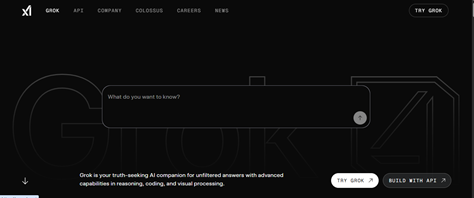 xI GROK API COMPANY COLOSSUS CAREERS NEWS TRY GROK
Grok 4
What do you want to know?
Grok is your truth-seeking AI companion for unfiltered answers with advanced
capabilities in reasoning, coding, and visual processing.
TRY GROK BUILD WITH API